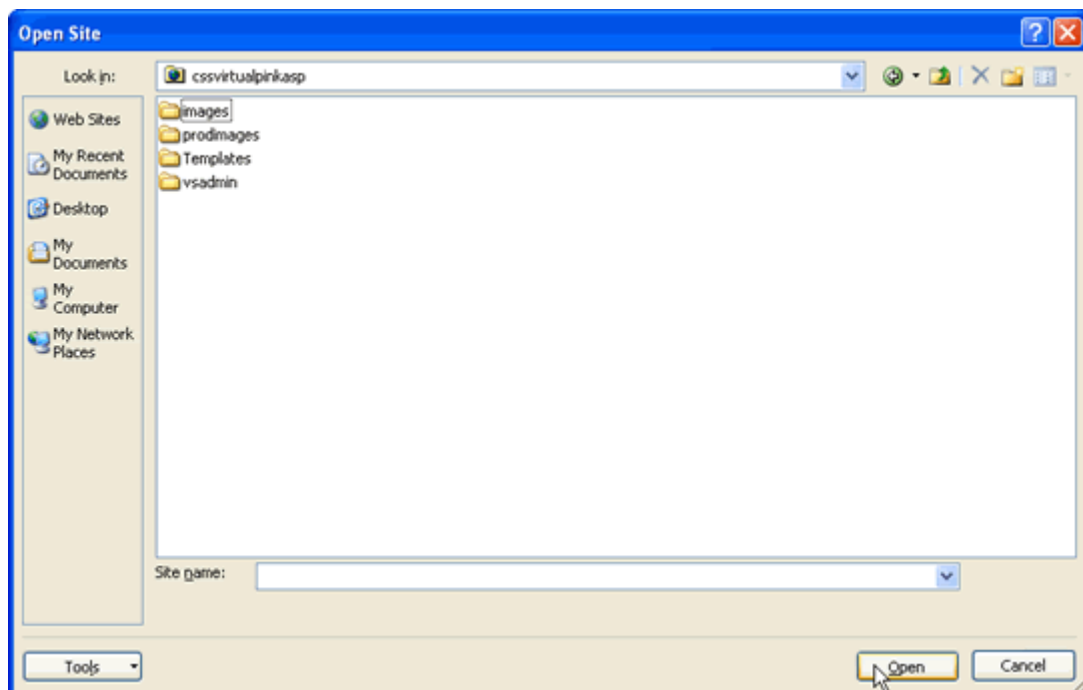 Open Site
Look in:
cssvirtualpinkasp
Web Sites
My Recent
Documents
Desktop
My
Documents
My
Computer
My Network
Places
images
prodimages
Templates
vsadmin
Site name:
Tools
Open
Cancel